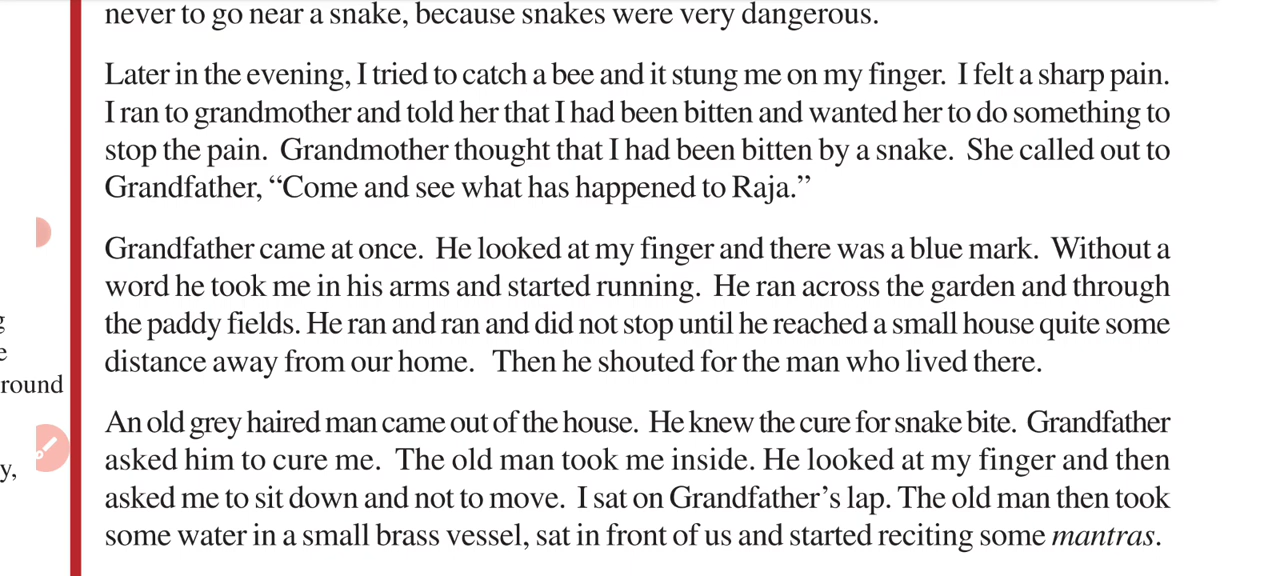 never to go near a snake, because snakes were very dangerous.
Later in the evening, I tried to catch a bee and it stung me on my finger. I felt a sharp pain.
I ran to grandmother and told her that I had been bitten and wanted her to do something to
stop the pain. Grandmother thought that I had been bitten by a snake. She called out to
Grandfather, “Come and see what has happened to Raja.”
Grandfather came at once. He looked at my finger and there was a blue mark. Without a
word he took me in his arms and started running. He ran across the garden and through
the paddy fields. He ran and ran and did not stop until he reached a small house quite some
distance away from our home. Then he shouted for the man who lived there.
An old grey haired man came out of the house. He knew the cure for snake bite. Grandfather
asked him to cure me. The old man took me inside. He looked at my finger and then
asked me to sit down and not to move. I sat on Grandfather’s lap. The old man then took
some water in a small brass vessel, sat in front of us and started reciting some mantras.
g
e
round
y,